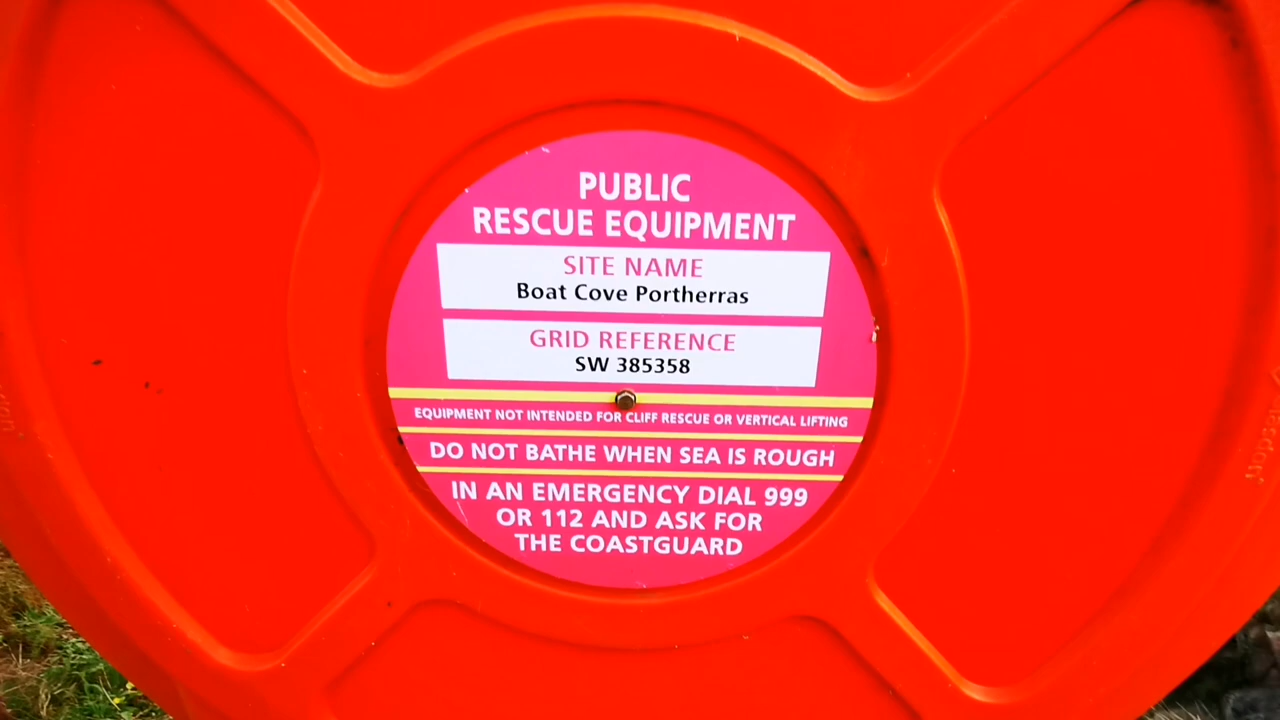 PUBLIC
RESCUE EQUIPMENT
SITE NAME
Boat Cove Portherras
GRID REFERENCE
SW 385358
EQUIPMENT NOT INTENDED FOR CLIFF RESCUE OR VERTICAL LIFTING
DO NOT BATHE WHEN SEA IS ROUGH
IN AN EMERGENCY DIAL 999
OR 112 AND ASK FOR
THE COASTGUARD